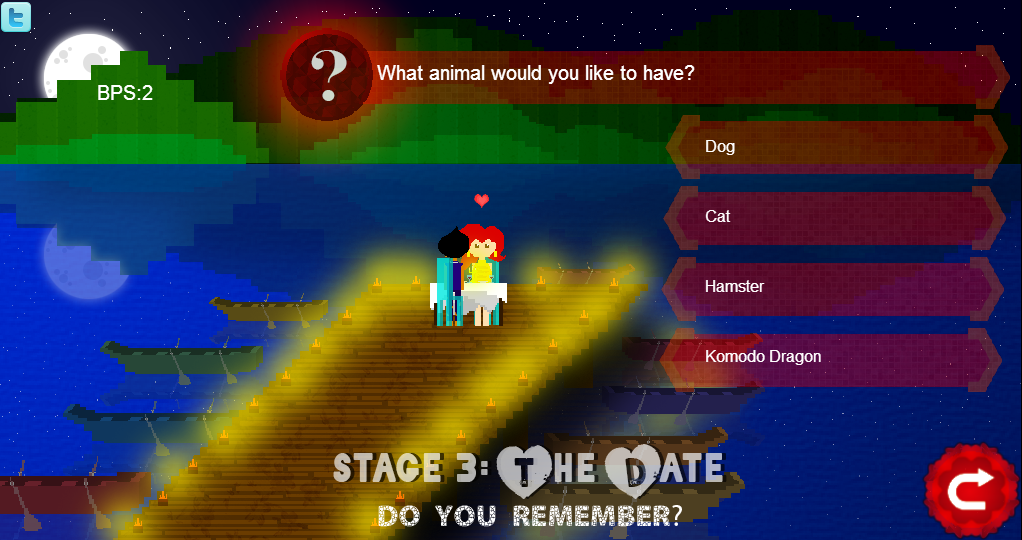 BPS:2
?
What animal would you like to have?
Dog
Cat
Hamster
Komodo Dragon
STAGE 3: THE DATE
DO YOU REMEMBER?